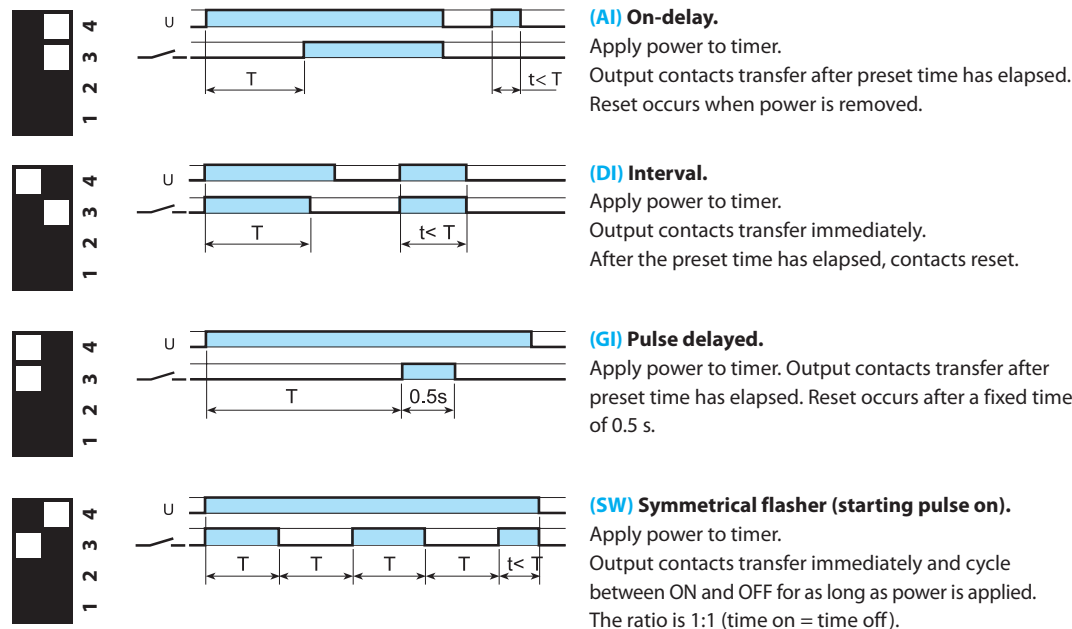 4
3
2
1
U
T
t< T
(AI) On-delay.
Apply power to timer.
Output contacts transfer after preset time has elapsed.
Reset occurs when power is removed.
4
3
2
1
U
T
t< T
(DI) Interval.
Apply power to timer.
Output contacts transfer immediately.
After the preset time has elapsed, contacts reset.
4
3
2
1
U
T
0.5s
(GI) Pulse delayed.
Apply power to timer. Output contacts transfer after
preset time has elapsed. Reset occurs after a fixed time
of 0.5 s.
4
3
2
1
U
T T T T t< T
(SW) Symmetrical flasher (starting pulse on).
Apply power to timer.
Output contacts transfer immediately and cycle
between ON and OFF for as long as power is applied.
The ratio is 1:1 (time on = time off).